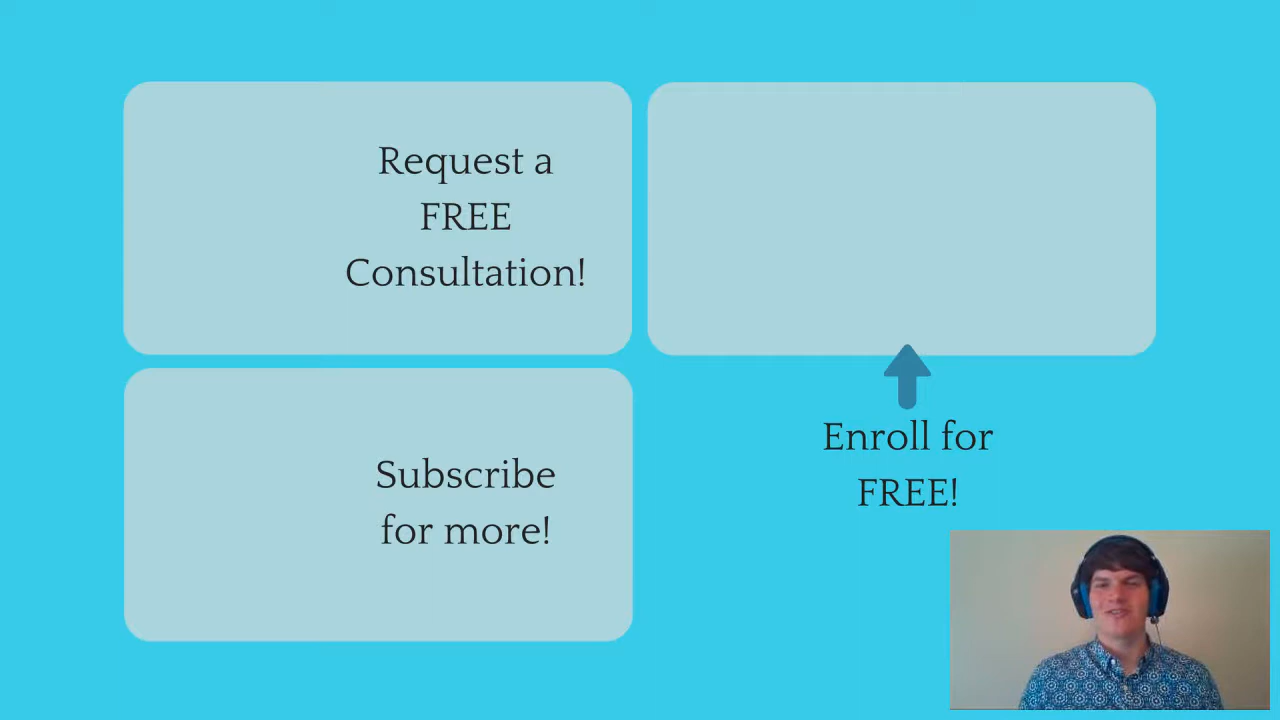 Request a
FREE
Consultation!
Subscribe
for more!
Enroll for
FREE!